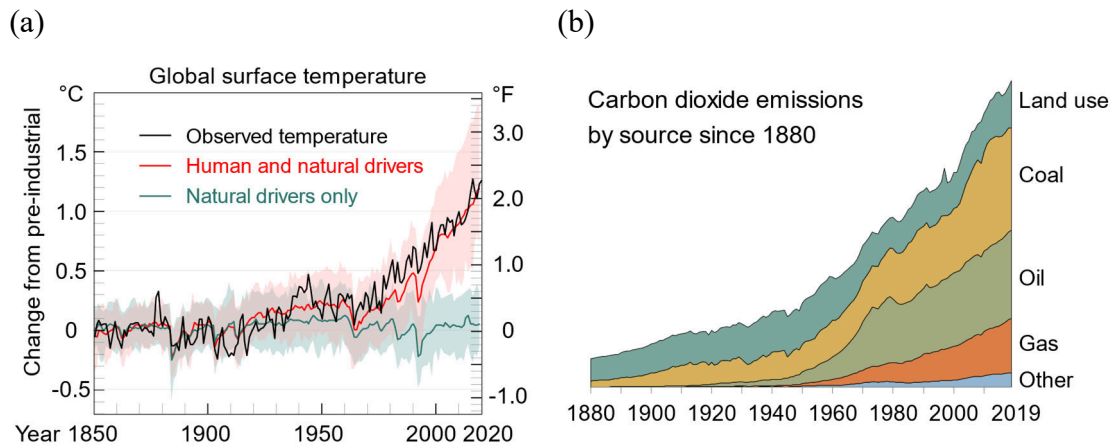 (a)
Global surface temperature
°C
°F
Observed temperature
Human and natural drivers
Natural drivers only
Change from pre-industrial
1.5
1.0
0.5
0
-0.5
3.0
2.0
1.0
0
-1.0
Year 1850 1900 1950 2000 2020
(b)
Carbon dioxide emissions
by source since 1880
Land use
Coal
Oil
Gas
Other
1880 1900 1920 1940 1960 1980 2000 2019